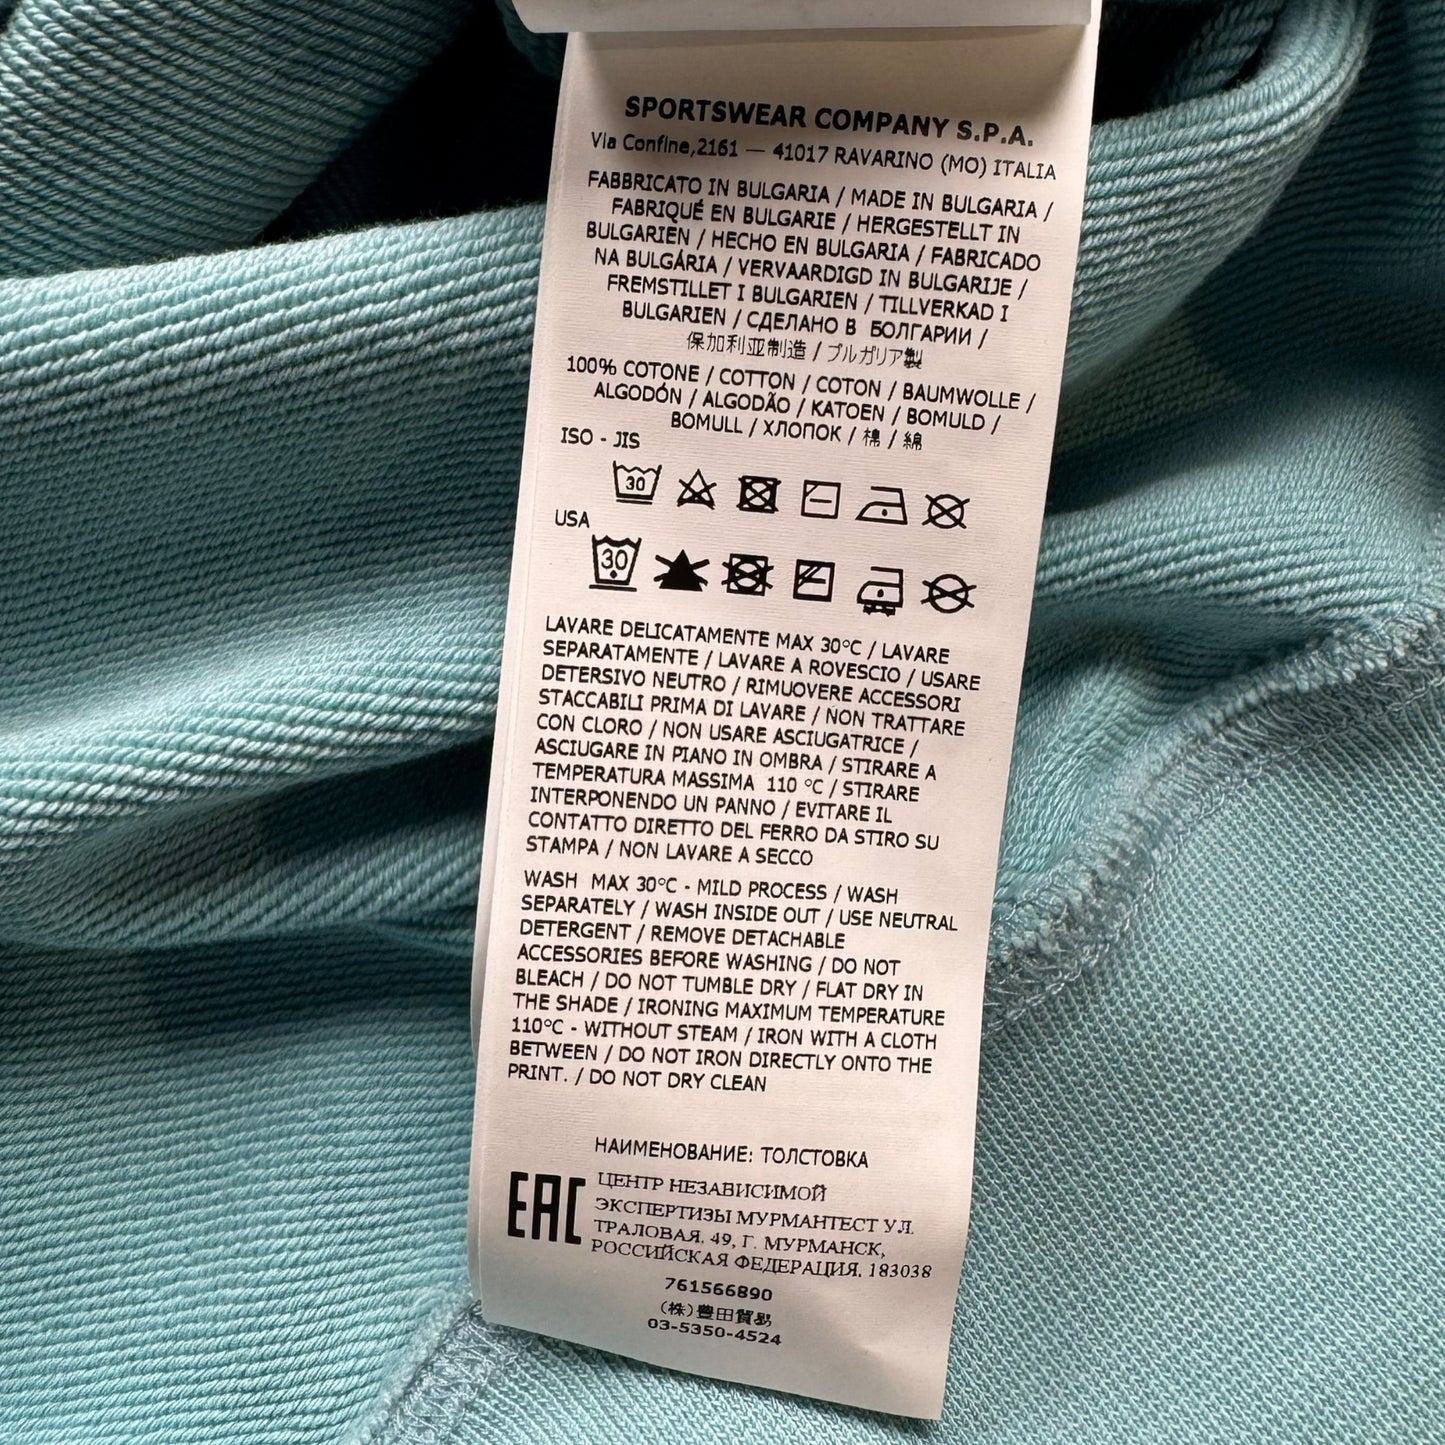 SPORTSWEAR COMPANY S.P.A.
Via Confine,2161 — 41017 RAVARINO (MO) ITALIA
FABBRICATO IN BULGARIA / MADE IN BULGARIA /
FABRIQUÉ EN BULGARIE / HERGESTELLT IN
BULGARIEN / HECHO EN BULGARIA / FABRICADO
NA BULGÁRIA / VERVAARDIGD IN BULGARIJE /
FREMSTILLET I BULGARIEN / TILLVERKAD I
BULGARIEN / СДЕЛАНО В БОЛГАРИИ /
保加利亚制造 / ブルガリア製
100% COTONE / COTTON / COTON / BAUMWOLLE /
ALGODÓN / ALGODÃO / KATOEN / BOMULD /
BOMULL / ХЛОПОК / 棉 / 綿
ISO - JIS
30
USA
30
LAVARE DELICATAMENTE MAX 30°C / LAVARE
SEPARATAMENTE / LAVARE A ROVESCIO / USARE
DETERSIVO NEUTRO / RIMUOVERE ACCESSORI
STACCABILI PRIMA DI LAVARE / NON TRATTARE
CON CLORO / NON USARE ASCIUGATRICE /
ASCIUGARE IN PIANO IN OMBRA / STIRARE A
TEMPERATURA MASSIMA 110 °C / STIRARE
INTERPONENDO UN PANNO / EVITARE IL
CONTATTO DIRETTO DEL FERRO DA STIRO SU
STAMPA / NON LAVARE A SECCO
WASH MAX 30°C - MILD PROCESS / WASH
SEPARATELY / WASH INSIDE OUT / USE NEUTRAL
DETERGENT / REMOVE DETACHABLE
ACCESSORIES BEFORE WASHING / DO NOT
BLEACH / DO NOT TUMBLE DRY / FLAT DRY IN
THE SHADE / IRONING MAXIMUM TEMPERATURE
110°C - WITHOUT STEAM / IRON WITH A CLOTH
BETWEEN / DO NOT IRON DIRECTLY ONTO THE
PRINT. / DO NOT DRY CLEAN
НАИМЕНОВАНИЕ: ТОЛСТОВКА
EAC
ЦЕНТР НЕЗАВИСИМОЙ
ЭКСПЕРТИЗЫ МУРМАНТЕСТ УЛ.
ТРАЛОВАЯ, 49, Г. МУРМАНСК,
РОССИЙСКАЯ ФЕДЕРАЦИЯ, 183038
761566890
(株)豊田貿易
03-5350-4524